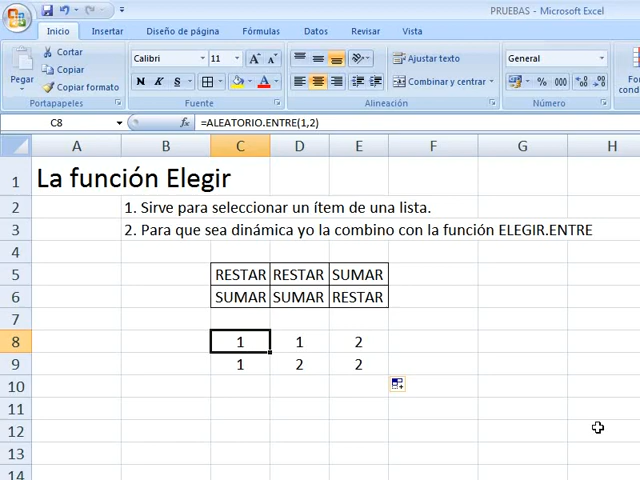 PRUEBAS - Microsoft Excel
Inicio Insertar Diseño de página Fórmulas Datos Revisar Vista
Pegar
Cortar
Copiar
Copiar formato
Portapapeles
Calibri 11
N K S
Fuente
Ajustar texto
Combinar y centrar
Alineación
General
% 000
Número
For
condic
C8 fx =ALEATORIO.ENTRE(1,2)
A B C D E F G H
1 La función Elegir
2 1. Sirve para seleccionar un ítem de una lista.
3 2. Para que sea dinámica yo la combino con la función ELEGIR.ENTRE
4
5 RESTAR RESTAR SUMAR
6 SUMAR SUMAR RESTAR
7
8 1 1 2
9 1 2 2
10
11
12
13
14